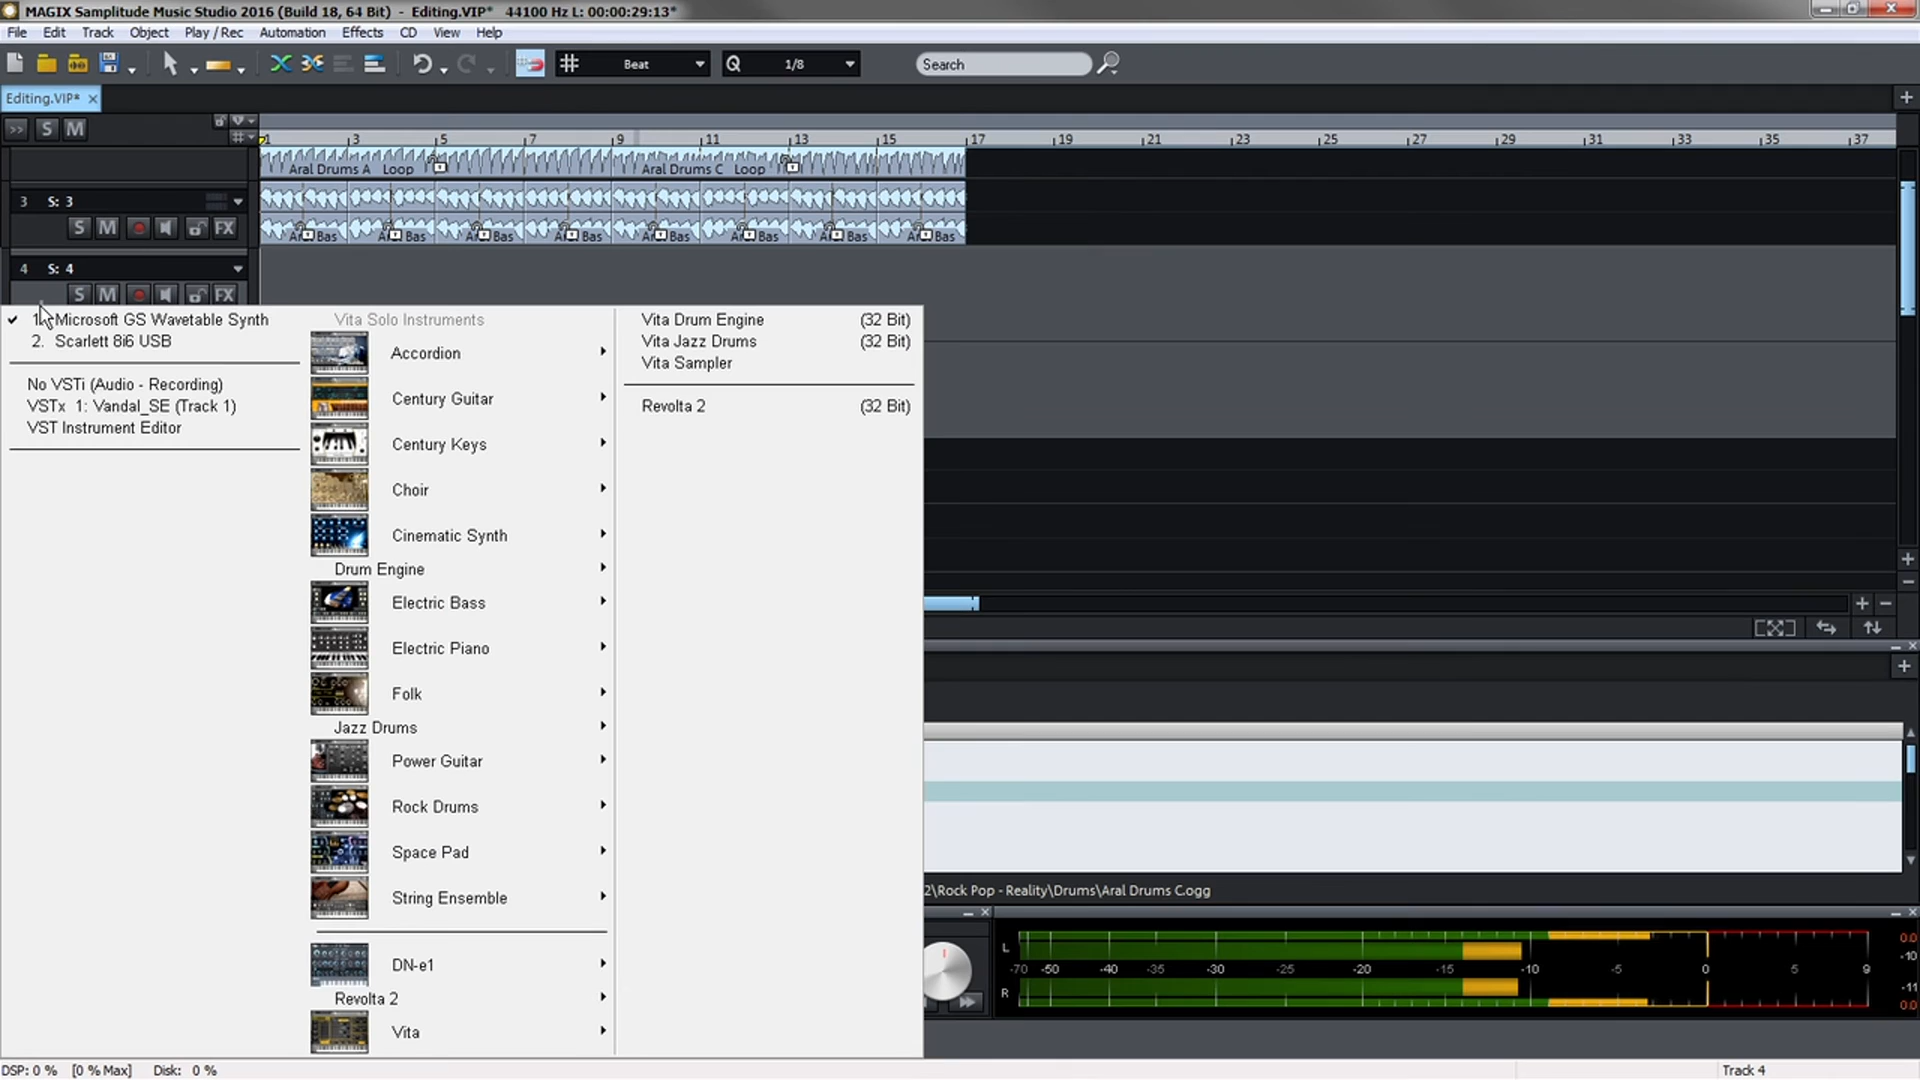 MAGIX Samplitude Music Studio 2016 (Build 18, 64 Bit) - Editing.VIP* 44100 Hz L: 00:00:29:13*
File Edit Track Object Play / Rec Automation Effects CD View Help
Beat Q 1/8 Search
Editing.VIP*
>> S M
1 3 5 7 9 11 13 15 17 19 21 23 25 27 29 31 33 35 37
Aral Drums A Loop Aral Drums C Loop
3 S: 3
S M FX
Aral Bas Aral Bas Aral Bas Aral Bas Aral Bas Aral Bas Aral Bas Aral Bas
4 S: 4
S M FX
1. Microsoft GS Wavetable Synth
2. Scarlett 8i6 USB
No VSTi (Audio - Recording)
VSTx 1: Vandal_SE (Track 1)
VST Instrument Editor
Vita Solo Instruments
Accordion
Century Guitar
Century Keys
Choir
Cinematic Synth
Drum Engine
Electric Bass
Electric Piano
Folk
Jazz Drums
Power Guitar
Rock Drums
Space Pad
String Ensemble
DN-e1
Revolta 2
Vita
Vita Drum Engine (32 Bit)
Vita Jazz Drums (32 Bit)
Vita Sampler
Revolta 2 (32 Bit)
2\Rock Pop - Reality\Drums\Aral Drums C.ogg
L
0.0
-10
-70 -50 -40 -35 -30 -25 -20 -15 -10 -5 0 5 9
R
-11
0.0
DSP: 0 % [0 % Max] Disk: 0 % Track 4